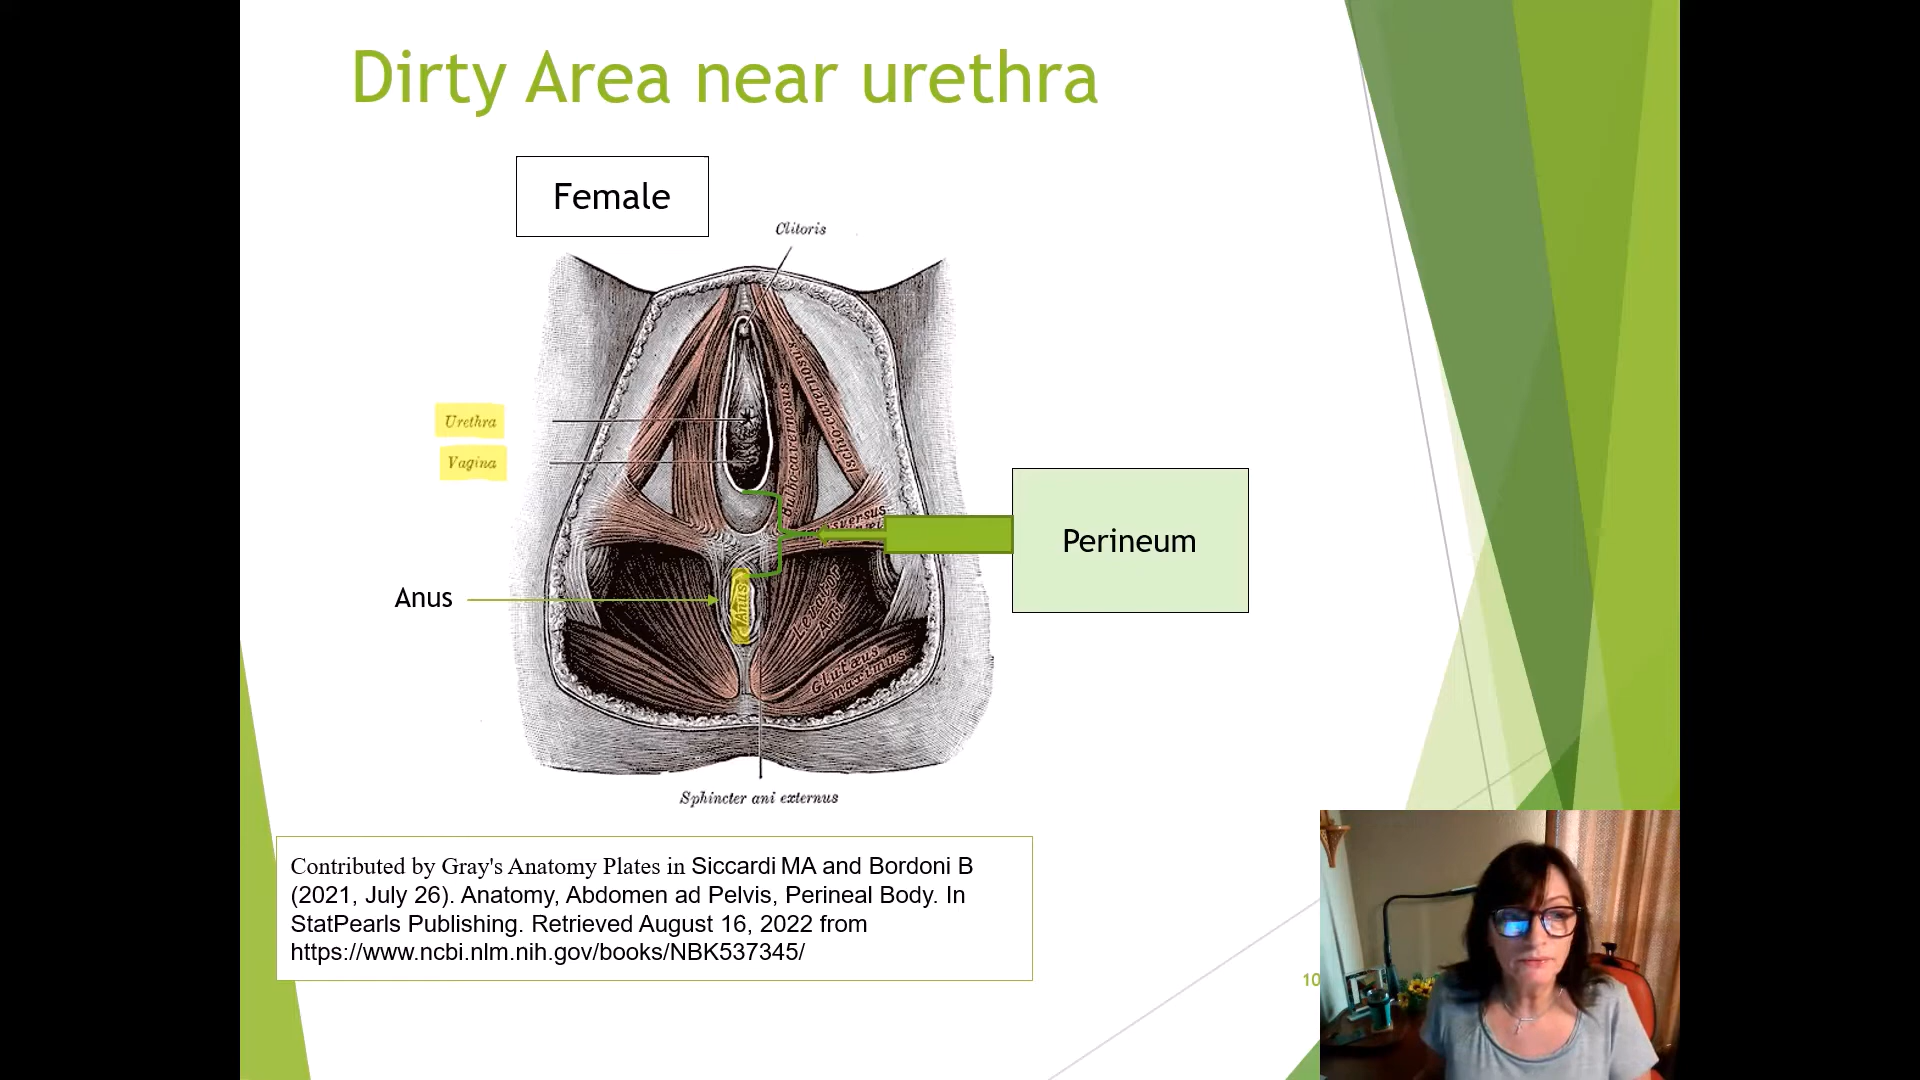 Dirty Area near urethra
Female
Clitoris
Ischio-cavernosus
Bulbo-cavernosus
Urethra
Vagina
Perineum
Anus
Anus
Levator
Ani
Glutæus
maximus
Sphincter ani externus
Contributed by Gray's Anatomy Plates in Siccardi MA and Bordoni B
(2021, July 26). Anatomy, Abdomen ad Pelvis, Perineal Body. In
StatPearls Publishing. Retrieved August 16, 2022 from
https://www.ncbi.nlm.nih.gov/books/NBK537345/
10